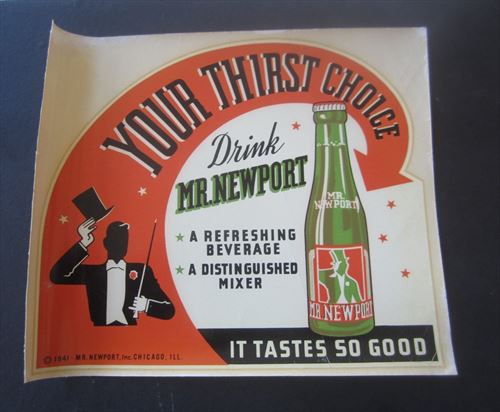 YOUR THIRST CHOICE
Drink
MR. NEWPORT
★ A REFRESHING
BEVERAGE
★ A DISTINGUISHED
MIXER
MR.
NEWPORT
MR NEWPORT
IT TASTES SO GOOD
© 1941 - MR. NEWPORT, Inc. CHICAGO, ILL.